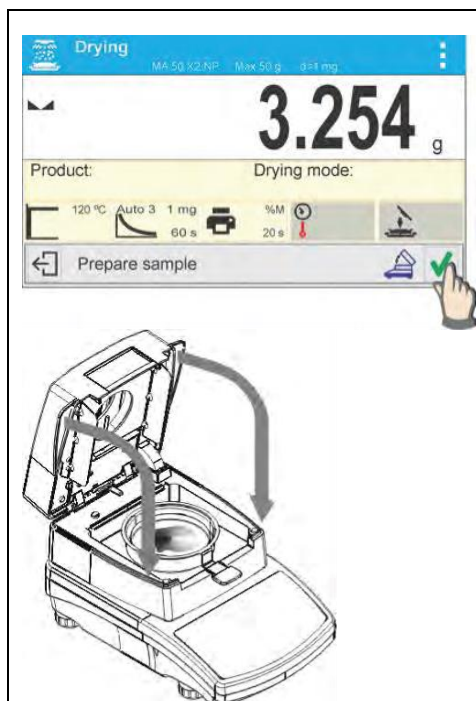 Drying
MA 50.X2.NP Max 50 g d=1 mg
3.254 g
Product: Drying mode:
120 °C Auto 3 1 mg %M
60 s 20 s
Prepare sample